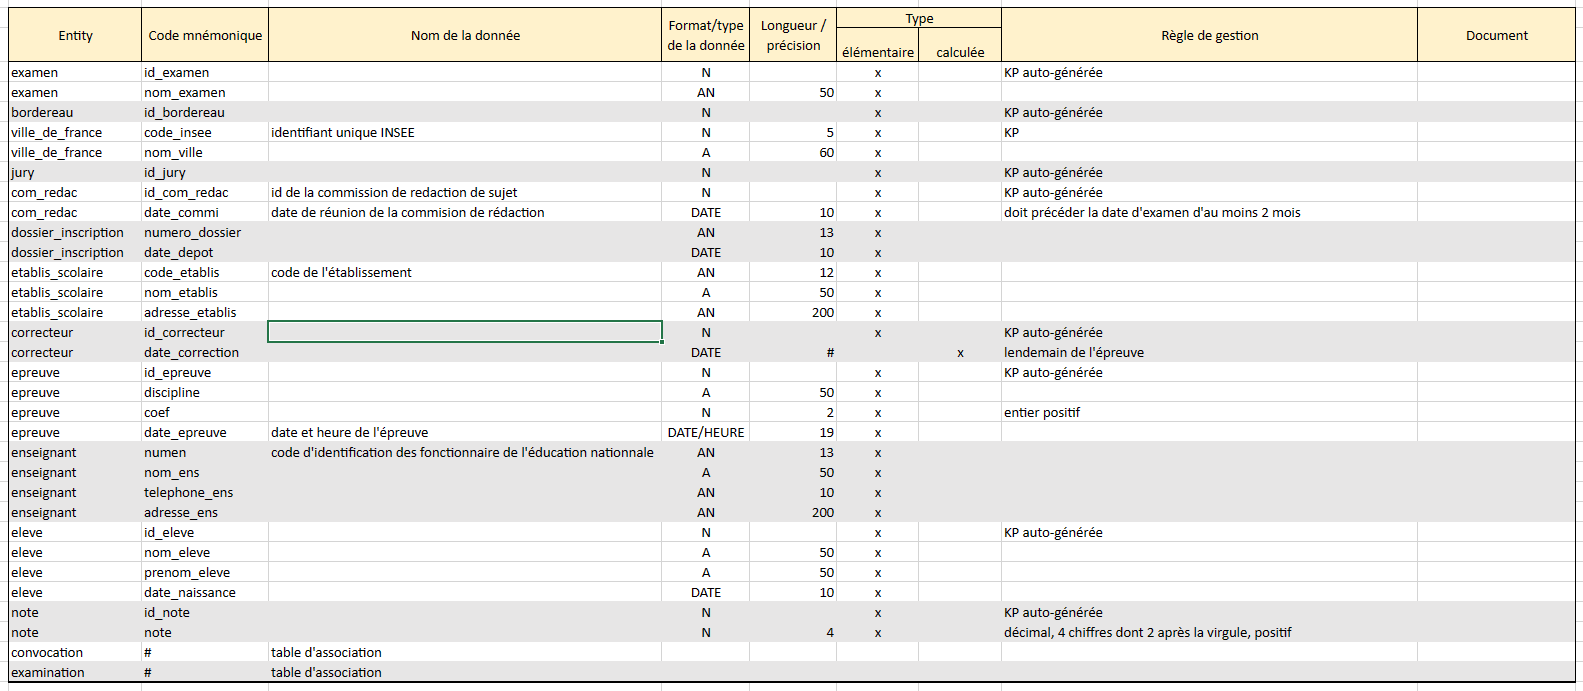 Entity Code mnémonique Nom de la donnée Format/type de la donnée Longueur / précision Type élémentaire calculée Règle de gestion Document
examen id_examen N x KP auto-générée
examen nom_examen AN 50 x
bordereau id_bordereau N x KP auto-générée
ville_de_france code_insee identifiant unique INSEE N 5 x KP
ville_de_france nom_ville A 60 x
jury id_jury N x KP auto-générée
com_redac id_com_redac id de la commission de redaction de sujet N x KP auto-générée
com_redac date_commi date de réunion de la commision de rédaction DATE 10 x doit précéder la date d'examen d'au moins 2 mois
dossier_inscription numero_dossier AN 13 x
dossier_inscription date_depot DATE 10 x
etablis_scolaire code_etablis code de l'établissement AN 12 x
etablis_scolaire nom_etablis A 50 x
etablis_scolaire adresse_etablis AN 200 x
correcteur id_correcteur N x KP auto-générée
correcteur date_correction DATE # x lendemain de l'épreuve
epreuve id_epreuve N x KP auto-générée
epreuve discipline A 50 x
epreuve coef N 2 x entier positif
epreuve date_epreuve date et heure de l'épreuve DATE/HEURE 19 x
enseignant numen code d'identification des fonctionnaire de l'éducation nationale AN 13 x
enseignant nom_ens A 50 x
enseignant telephone_ens AN 10 x
enseignant adresse_ens AN 200 x
eleve id_eleve N x KP auto-générée
eleve nom_eleve A 50 x
eleve prenom_eleve A 50 x
eleve date_naissance DATE 10 x
note id_note N x KP auto-générée
note note N 4 x décimal, 4 chiffres dont 2 après la virgule, positif
convocation # table d'association
examination # table d'association